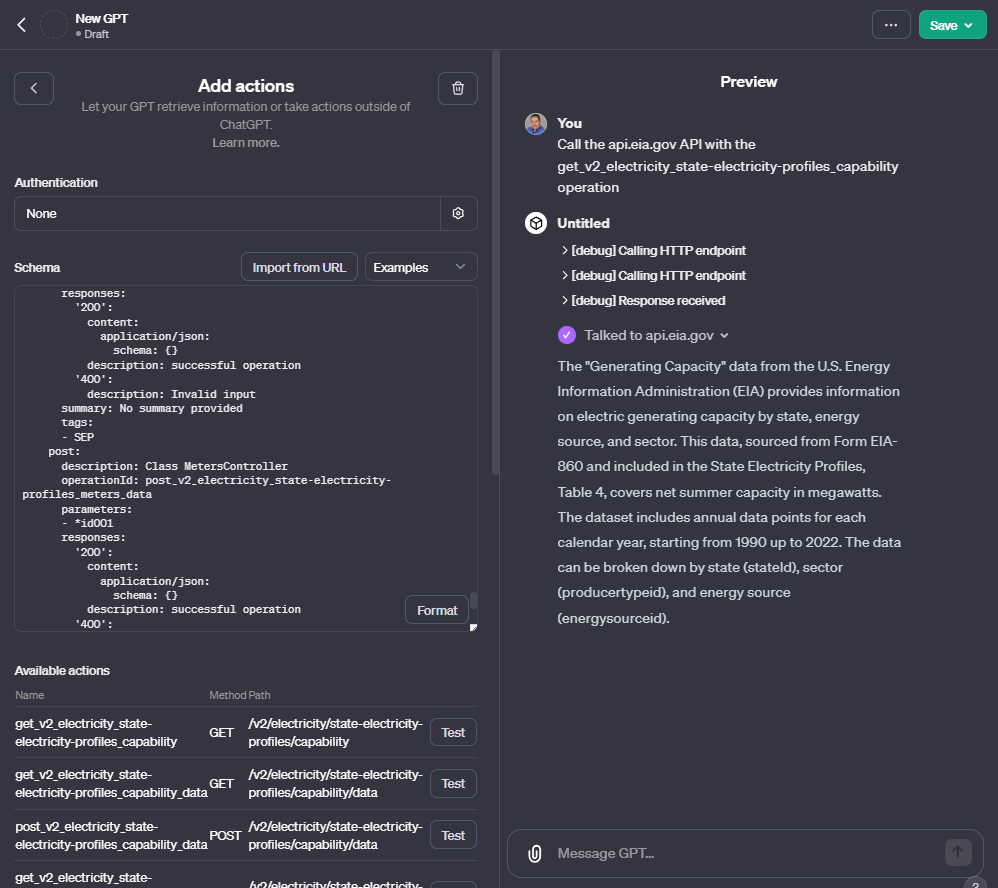 New GPT
Draft
...
Save
Add actions
Let your GPT retrieve information or take actions outside of
ChatGPT.
Learn more.
Authentication
None
Schema
Import from URL
Examples
responses:
'200':
content:
application/json:
schema: {}
description: successful operation
'400':
description: Invalid input
summary: No summary provided
tags:
- SEP
post:
description: Class MetersController
operationId: post_v2_electricity_state-electricity-
profiles_meters_data
parameters:
- *id001
responses:
'200':
content:
application/json:
schema: {}
description: successful operation
'400':
Format
Available actions
Name Method Path
get_v2_electricity_state-
electricity-profiles_capability
GET
/v2/electricity/state-electricity-
profiles/capability
Test
get_v2_electricity_state-
electricity-profiles_capability_data
GET
/v2/electricity/state-electricity-
profiles/capability/data
Test
post_v2_electricity_state-
electricity-profiles_capability_data
POST
/v2/electricity/state-electricity-
profiles/capability/data
Test
get_v2_electricity_state-
/v2/electricity/state-electricity-
Preview
You
Call the api.eia.gov API with the
get_v2_electricity_state-electricity-profiles_capability
operation
Untitled
[debug] Calling HTTP endpoint
[debug] Calling HTTP endpoint
[debug] Response received
Talked to api.eia.gov
The "Generating Capacity" data from the U.S. Energy
Information Administration (EIA) provides information
on electric generating capacity by state, energy
source, and sector. This data, sourced from Form EIA-
860 and included in the State Electricity Profiles,
Table 4, covers net summer capacity in megawatts.
The dataset includes annual data points for each
calendar year, starting from 1990 up to 2022. The data
can be broken down by state (stateId), sector
(producertypeid), and energy source
(energysourceid).
Message GPT...
?